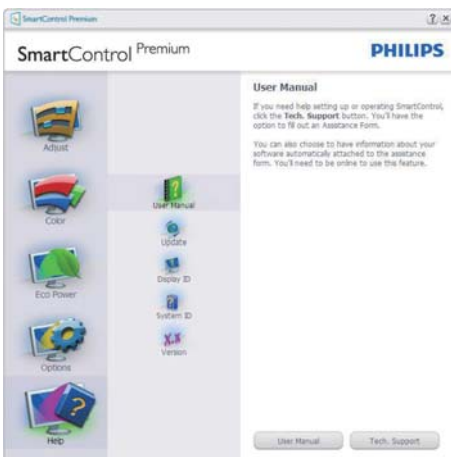 SmartControl Premium
SmartControl Premium
PHILIPS
Adjust
Color
Eco Power
Options
Help
User Manual
Update
Display ID
System ID
X.X
Version
User Manual
If you need help setting up or operating SmartControl,
click the Tech. Support button. You'll have the
option to fill out an Assistance Form.
You can also choose to have information about your
software automatically attached to the assistance
form. You'll need to be online to use this feature.
User Manual
Tech. Support